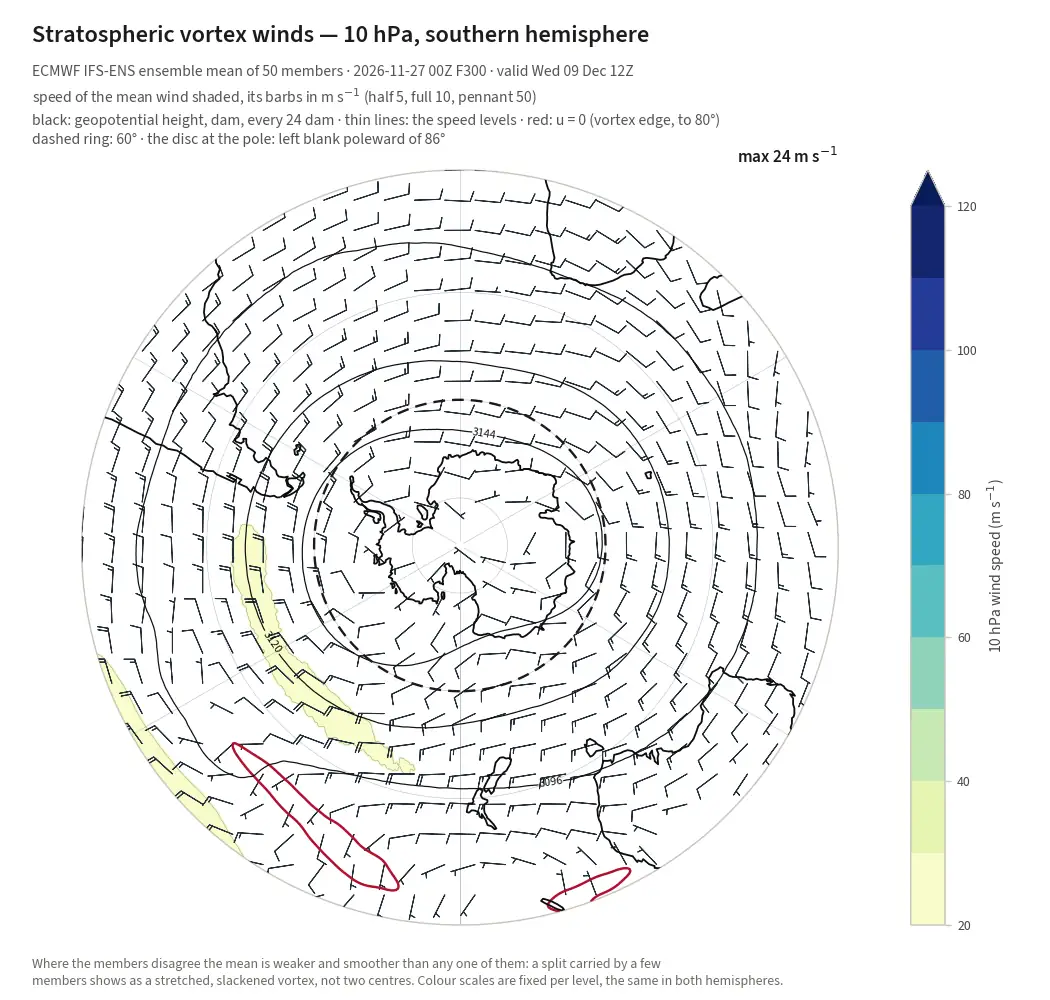 Stratospheric vortex winds — 10 hPa, southern hemisphere
ECMWF IFS-ENS ensemble mean of 50 members · 2026-11-27 00Z F300 · valid Wed 09 Dec 12Z
speed of the mean wind shaded, its barbs in m s⁻¹ (half 5, full 10, pennant 50)
black: geopotential height, dam, every 24 dam · thin lines: the speed levels · red: u = 0 (vortex edge, to 80°)
dashed ring: 60° · the disc at the pole: left blank poleward of 86°
max 24 m s⁻¹
120
100
80
60
40
20
10 hPa wind speed (m s⁻¹)
3144
3120
3096
Where the members disagree the mean is weaker and smoother than any one of them: a split carried by a few
members shows as a stretched, slackened vortex, not two centres. Colour scales are fixed per level, the same in both hemispheres.